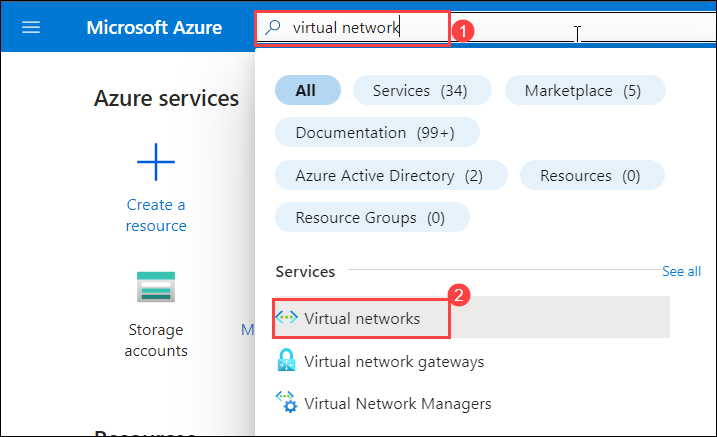 Microsoft Azure
virtual network
1
Azure services
All
Services (34)
Marketplace (5)
Documentation (99+)
Azure Active Directory (2)
Resources (0)
Resource Groups (0)
Create a
resource
Services
See all
2
Virtual networks
Storage
accounts
M
Virtual network gateways
Virtual Network Managers